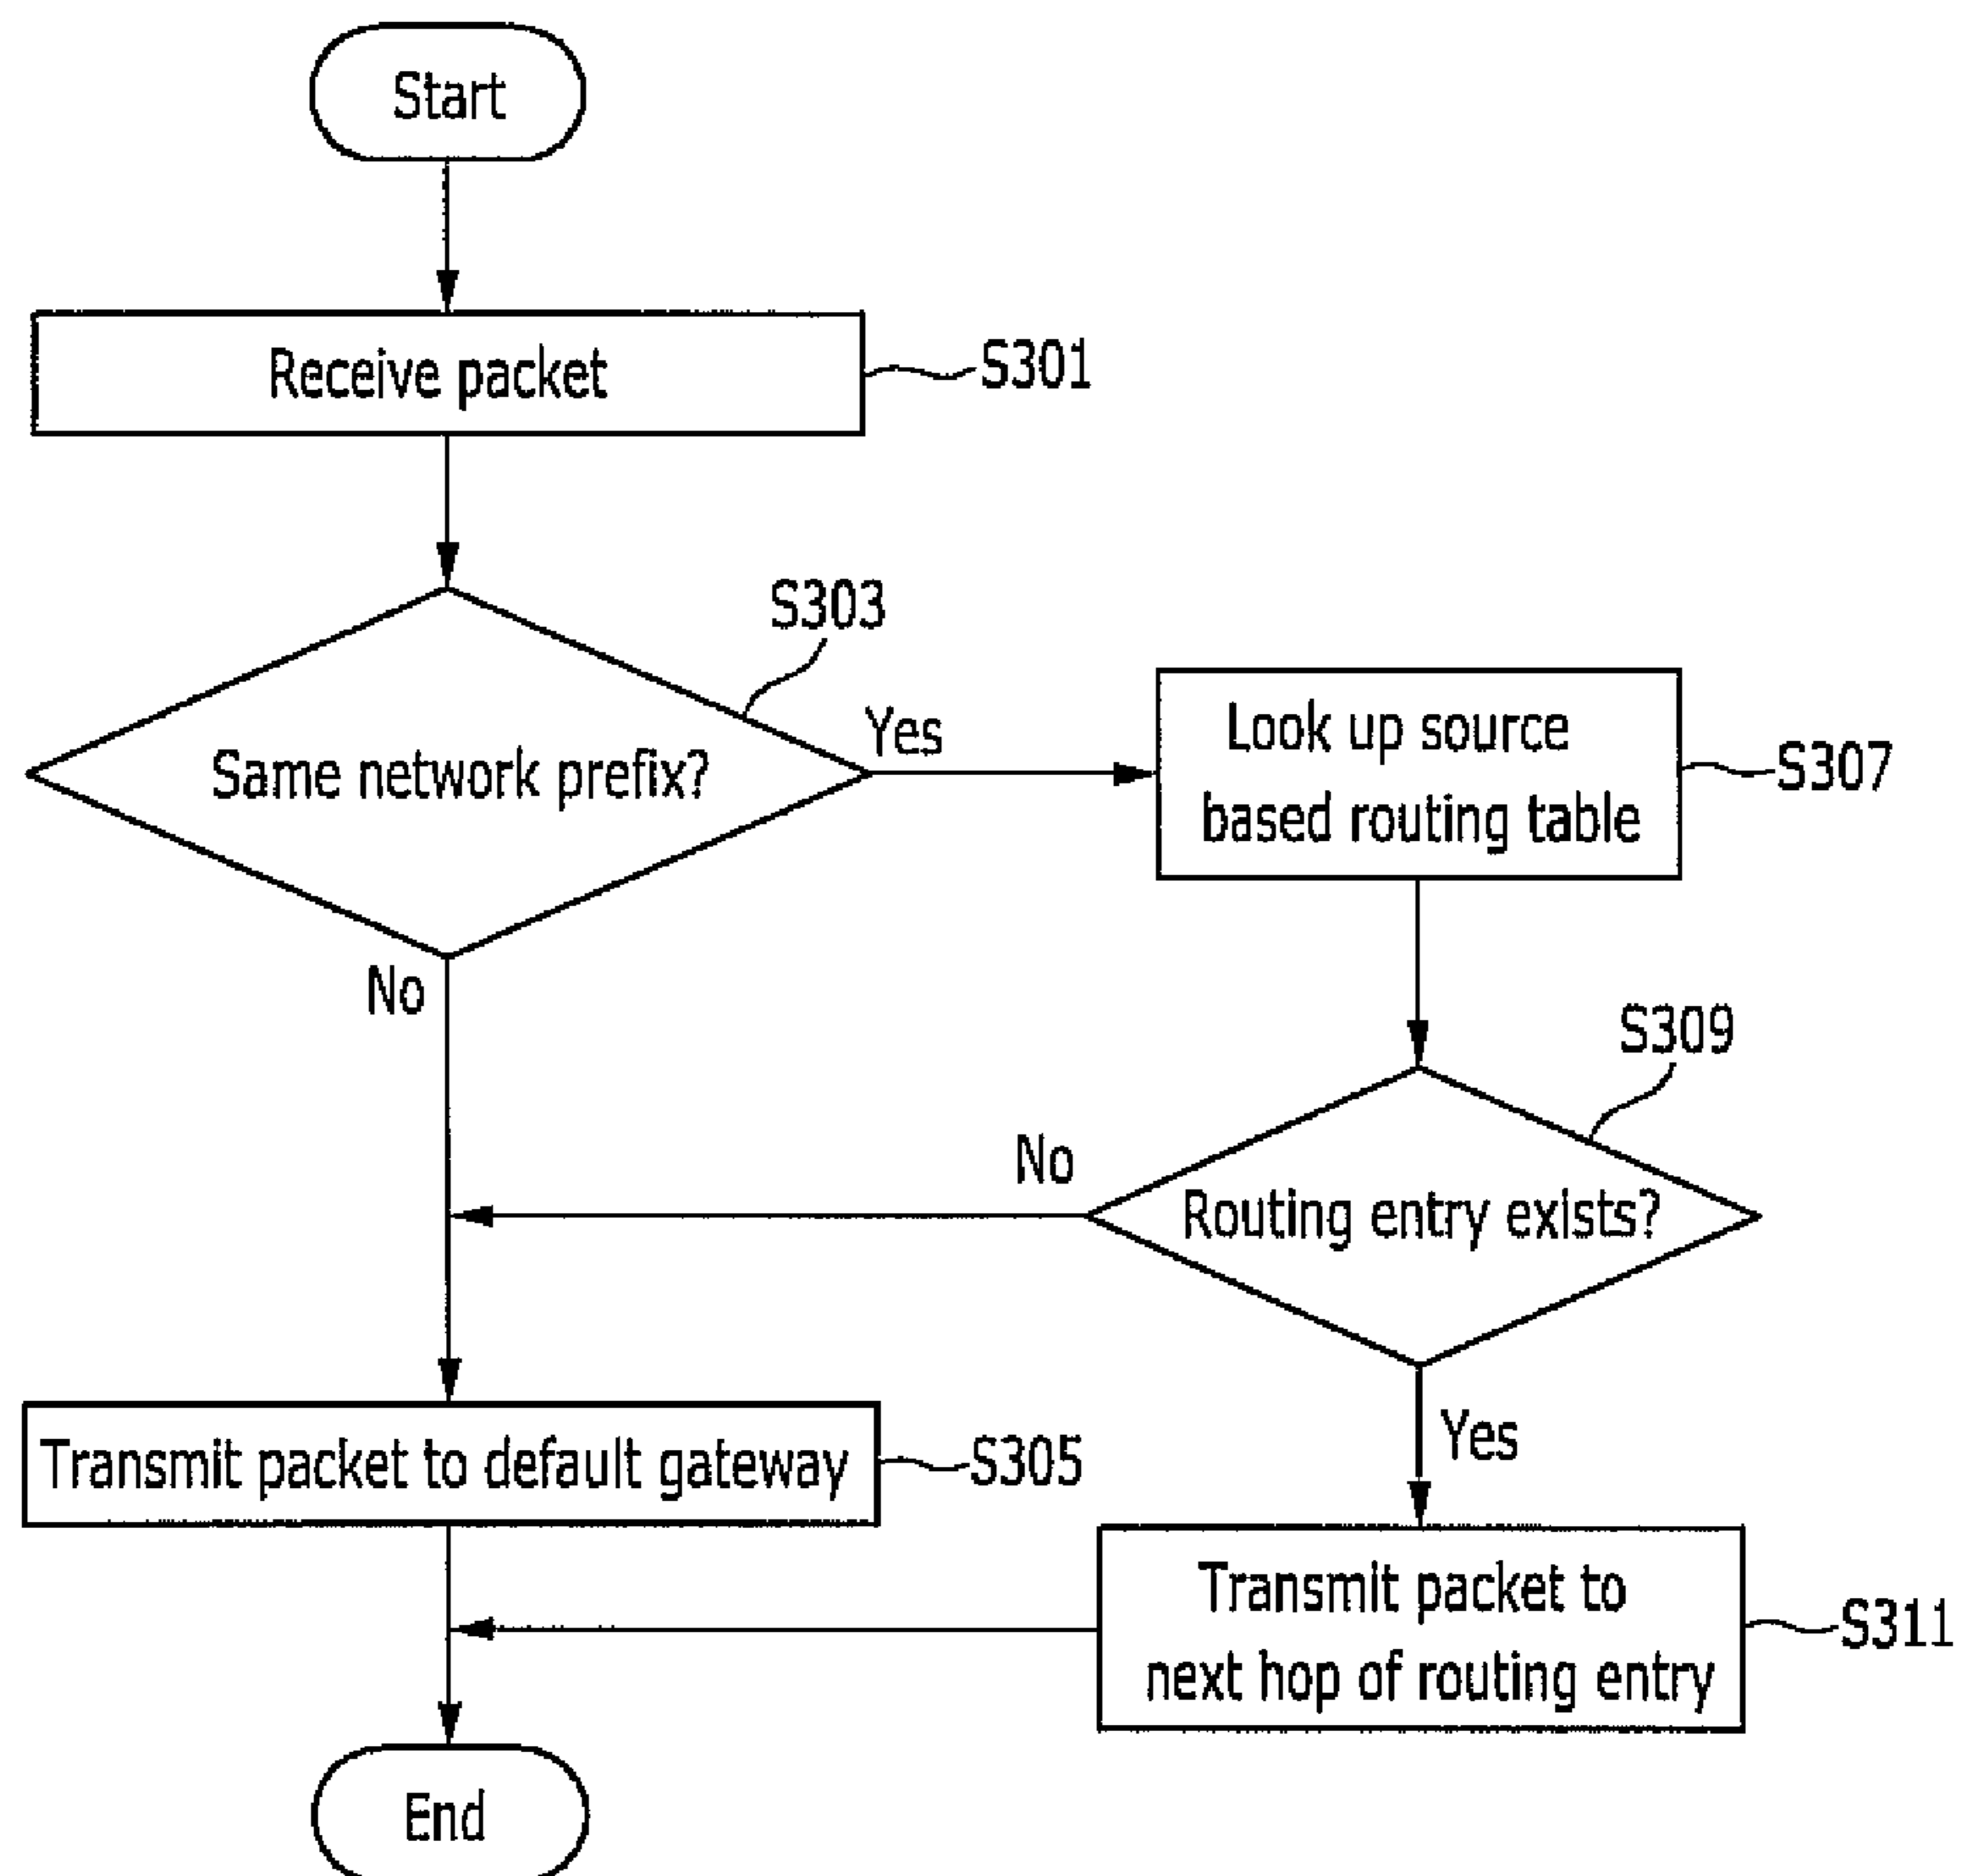 Start
Receive packet
S301
S303
Same network prefix?
Yes
Look up source
based routing table
S307
No
S309
No
Routing entry exists?
Yes
Transmit packet to default gateway
S305
Transmit packet to
next hop of routing entry
S311
End